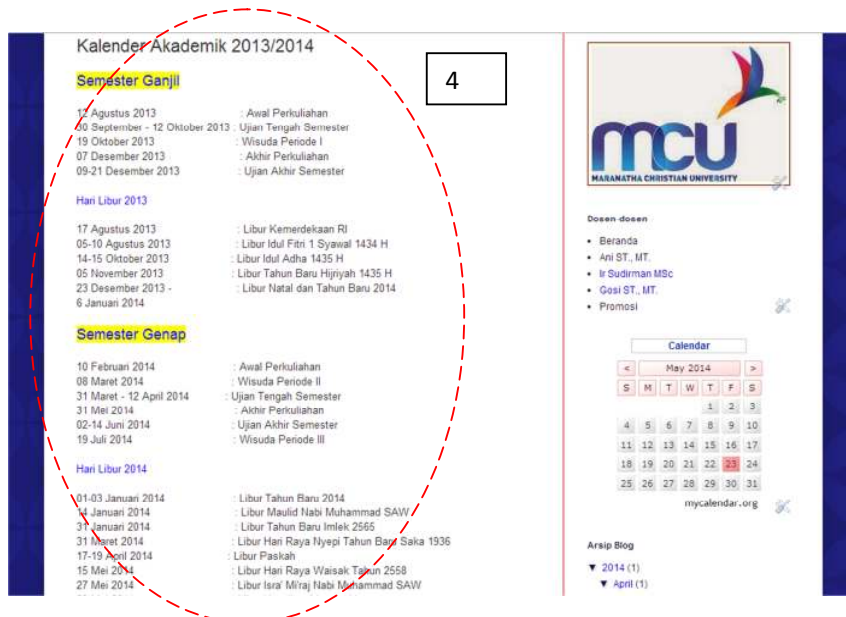 Kalender Akademik 2013/2014
4
Semester Ganjil
12 Agustus 2013 : Awal Perkuliahan
30 September - 12 Oktober 2013 : Ujian Tengah Semester
19 Oktober 2013 : Wisuda Periode I
07 Desember 2013 : Akhir Perkuliahan
09-21 Desember 2013 : Ujian Akhir Semester
Hari Libur 2013
17 Agustus 2013 : Libur Kemerdekaan RI
05-10 Agustus 2013 : Libur Idul Fitri 1 Syawal 1434 H
14-15 Oktober 2013 : Libur Idul Adha 1435 H
05 November 2013 : Libur Tahun Baru Hijriyah 1435 H
23 Desember 2013 - : Libur Natal dan Tahun Baru 2014
6 Januari 2014
Semester Genap
10 Februari 2014 : Awal Perkuliahan
08 Maret 2014 : Wisuda Periode II
31 Maret - 12 April 2014 : Ujian Tengah Semester
31 Mei 2014 : Akhir Perkuliahan
02-14 Juni 2014 : Ujian Akhir Semester
19 Juli 2014 : Wisuda Periode III
Hari Libur 2014
01-03 Januari 2014 : Libur Tahun Baru 2014
14 Januari 2014 : Libur Maulid Nabi Muhammad SAW
31 Januari 2014 : Libur Tahun Baru Imlek 2565
31 Maret 2014 : Libur Hari Raya Nyepi Tahun Baru Saka 1936
17-19 April 2014 : Libur Paskah
15 Mei 2014 : Libur Hari Raya Waisak Tahun 2558
27 Mei 2014 : Libur Isra' Mi'raj Nabi Muhammad SAW
mcu
MARANATHA CHRISTIAN UNIVERSITY
Dosen-dosen
• Beranda
• Ani ST., MT.
• Ir Sudirman MSc
• Gosi ST., MT.
• Promosi
Calendar
< May 2014 >
S M T W T F S
1 2 3
4 5 6 7 8 9 10
11 12 13 14 15 16 17
18 19 20 21 22 23 24
25 26 27 28 29 30 31
mycalendar.org
Arsip Blog
▼ 2014 (1)
▼ April (1)